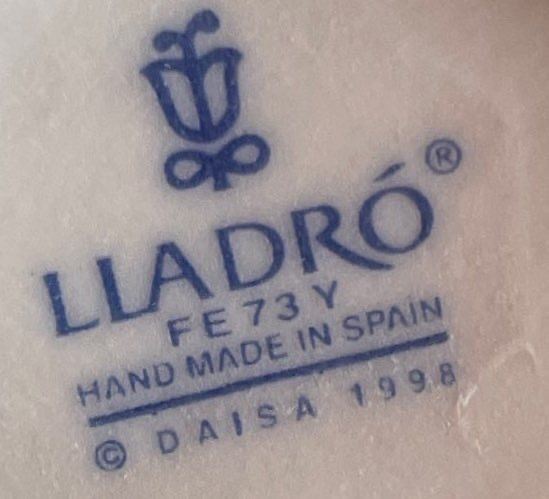 LLADRÓ®
FE73Y
HAND MADE IN SPAIN
© DAISA 1998